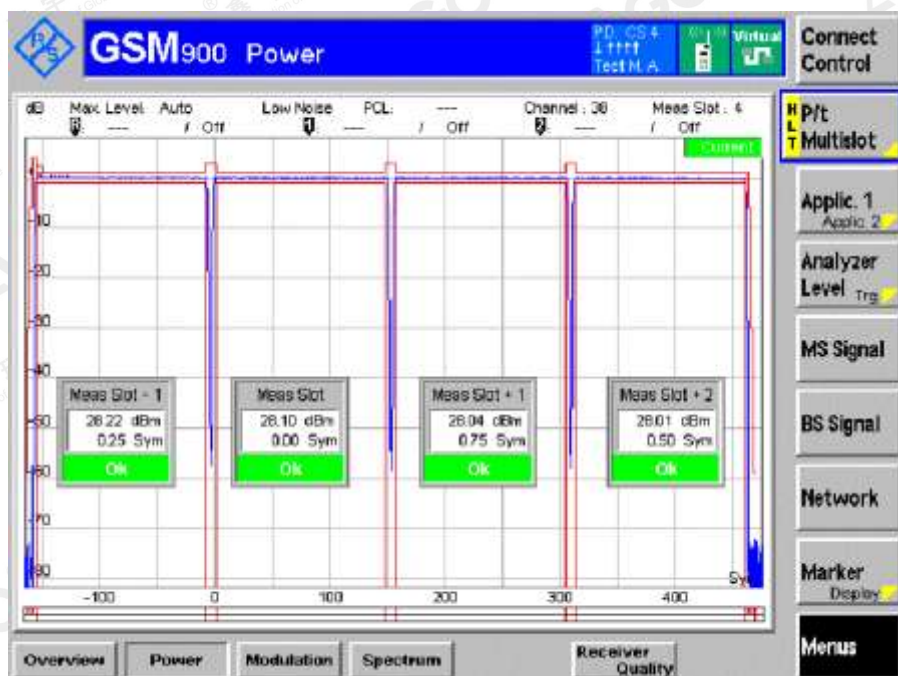 R&S
GSM900 Power
PD, CS4
Test M. A.
Virtual
Connect Control
dB Max. Level: Auto Low Noise PCL: --- Channel : 38 Meas Slot : 4
0: --- / Off 1: --- / Off 2: --- / Off
Current
P/t Multislot
HLT
-10
-20
-30
-40
-50
-60
-70
-80
Applic. 1
Applic. 2
Analyzer Level
Trg
MS Signal
Meas Slot - 1 Meas Slot Meas Slot + 1 Meas Slot + 2
28.22 dBm 28.10 dBm 28.04 dBm 28.01 dBm
0.25 Sym 0.00 Sym 0.75 Sym 0.50 Sym
Ok Ok Ok Ok
BS Signal
Network
Marker
Display
-100 0 100 200 300 400
Menus
Overview Power Modulation Spectrum Receiver Quality